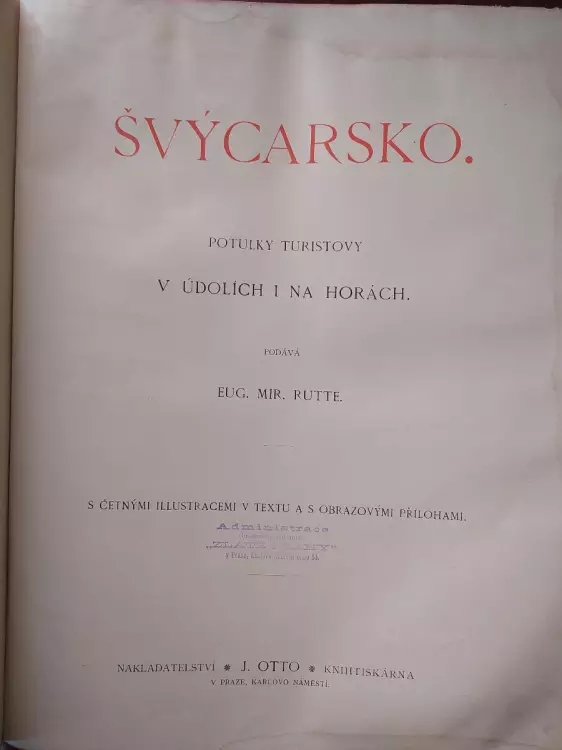 ŠVÝCARSKO.
POTULKY TURISTOVY
V ÚDOLÍCH I NA HORÁCH.
PODÁVÁ
EUG. MIR. RUTTE.
S ČETNÝMI ILLUSTRACEMI V TEXTU A S OBRAZOVÝMI PŘÍLOHAMI.
Administrace
v Praze,
NAKLADATELSTVÍ * J. OTTO * KNIHTISKÁRNA
V PRAZE, KARLOVO NÁMĚSTÍ.